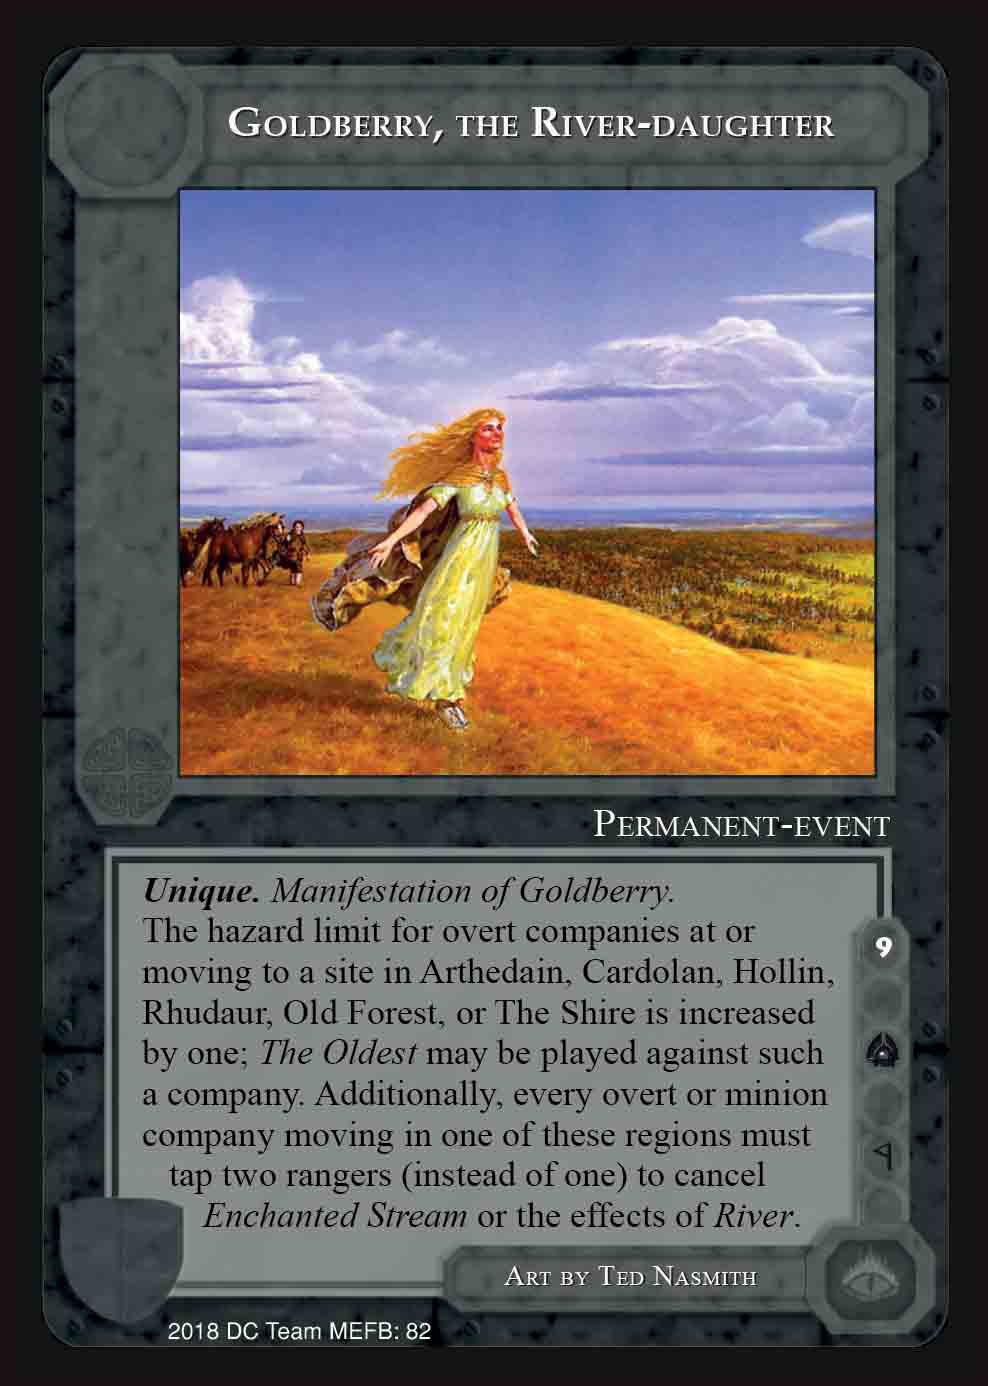 Goldberry, the River-daughter
Permanent-event
Unique. Manifestation of Goldberry.
The hazard limit for overt companies at or
moving to a site in Arthedain, Cardolan, Hollin,
Rhudaur, Old Forest, or The Shire is increased
by one; The Oldest may be played against such
a company. Additionally, every overt or minion
company moving in one of these regions must
tap two rangers (instead of one) to cancel
Enchanted Stream or the effects of River.
9
Art by Ted Nasmith
2018 DC Team MEFB: 82